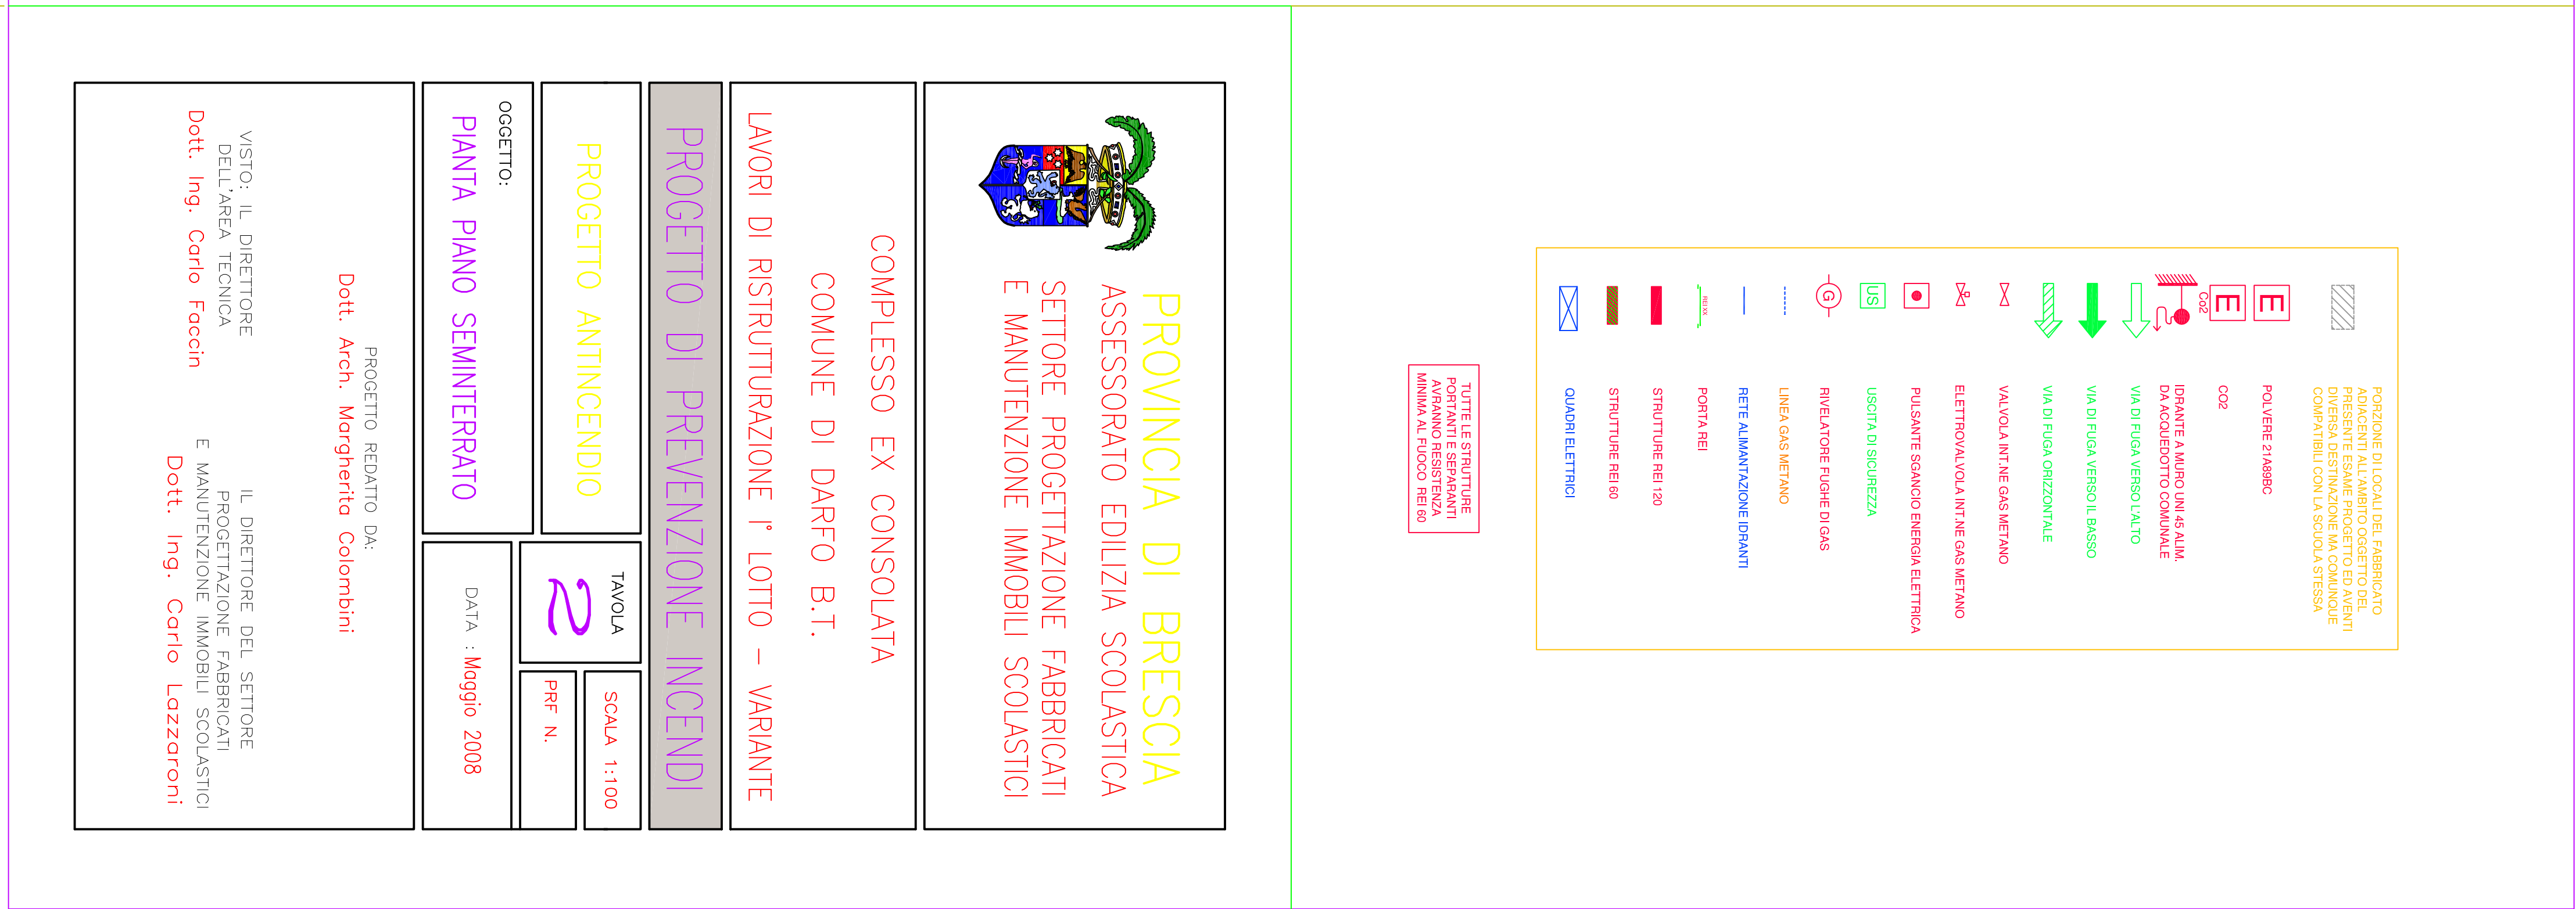 PORZIONE DI LOCALI DEL FABBRICATO
ADIACENTI ALL'AMBITO OGGETTO DEL
PRESENTE ESAME PROGETTO ED AVENTI
DIVERSA DESTINAZIONE MA COMUNQUE
COMPATIBILI CON LA SCUOLA STESSA
E POLVERE 21A89BC
E Co2 CO2
IDRANTE A MURO UNI 45 ALIM.
DA ACQUEDOTTO COMUNALE
VIA DI FUGA VERSO L'ALTO
VIA DI FUGA VERSO IL BASSO
VIA DI FUGA ORIZZONTALE
VALVOLA INT.NE GAS METANO
ELETTROVALVOLA INT.NE GAS METANO
PULSANTE SGANCIO ENERGIA ELETTRICA
US USCITA DI SICUREZZA
G RIVELATORE FUGHE DI GAS
LINEA GAS METANO
RETE ALIMANTAZIONE IDRANTI
REI XX PORTA REI
STRUTTURE REI 120
STRUTTURE REI 60
QUADRI ELETTRICI
TUTTE LE STRUTTURE
PORTANTI E SEPARANTI
AVRANNO RESISTENZA
MINIMA AL FUOCO REI 60
PROVINCIA DI BRESCIA
ASSESSORATO EDILIZIA SCOLASTICA
SETTORE PROGETTAZIONE FABBRICATI
E MANUTENZIONE IMMOBILI SCOLASTICI
COMPLESSO EX CONSOLATA
COMUNE DI DARFO B.T.
LAVORI DI RISTRUTTURAZIONE I° LOTTO - VARIANTE
PROGETTO DI PREVENZIONE INCENDI
PROGETTO ANTINCENDIO
TAVOLA
2
SCALA 1:100
PRF N.
OGGETTO:
PIANTA PIANO SEMINTERRATO
DATA : Maggio 2008
PROGETTO REDATTO DA:
Dott. Arch. Margherita Colombini
VISTO: IL DIRETTORE
DELL'AREA TECNICA
Dott. Ing. Carlo Faccin
IL DIRETTORE DEL SETTORE
PROGETTAZIONE FABBRICATI
E MANUTENZIONE IMMOBILI SCOLASTICI
Dott. Ing. Carlo Lazzaroni